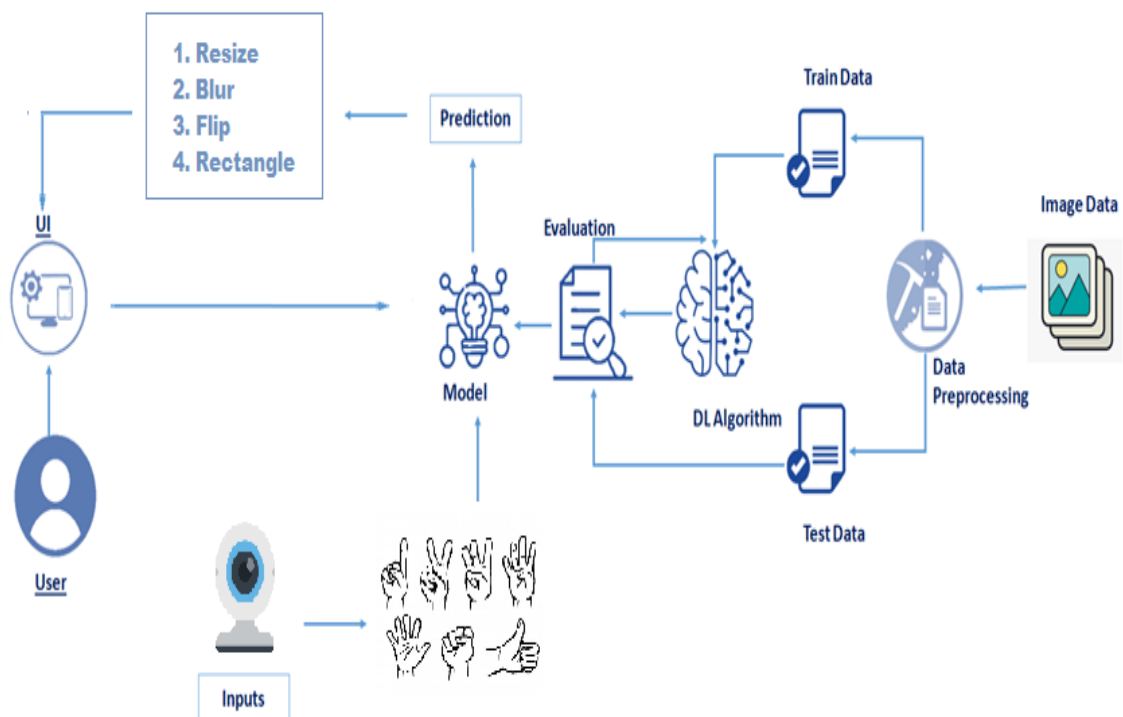 1. Resize
2. Blur
3. Flip
4. Rectangle
Prediction
Train Data
Image Data
UI
Evaluation
Data
Preprocessing
Model
DL Algorithm
Test Data
User
Inputs